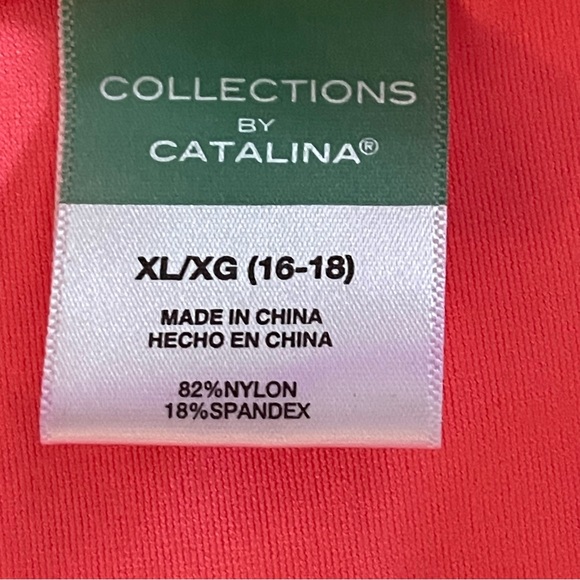 COLLECTIONS
BY
CATALINA®
XL/XG (16-18)
MADE IN CHINA
HECHO EN CHINA
82%NYLON
18%SPANDEX